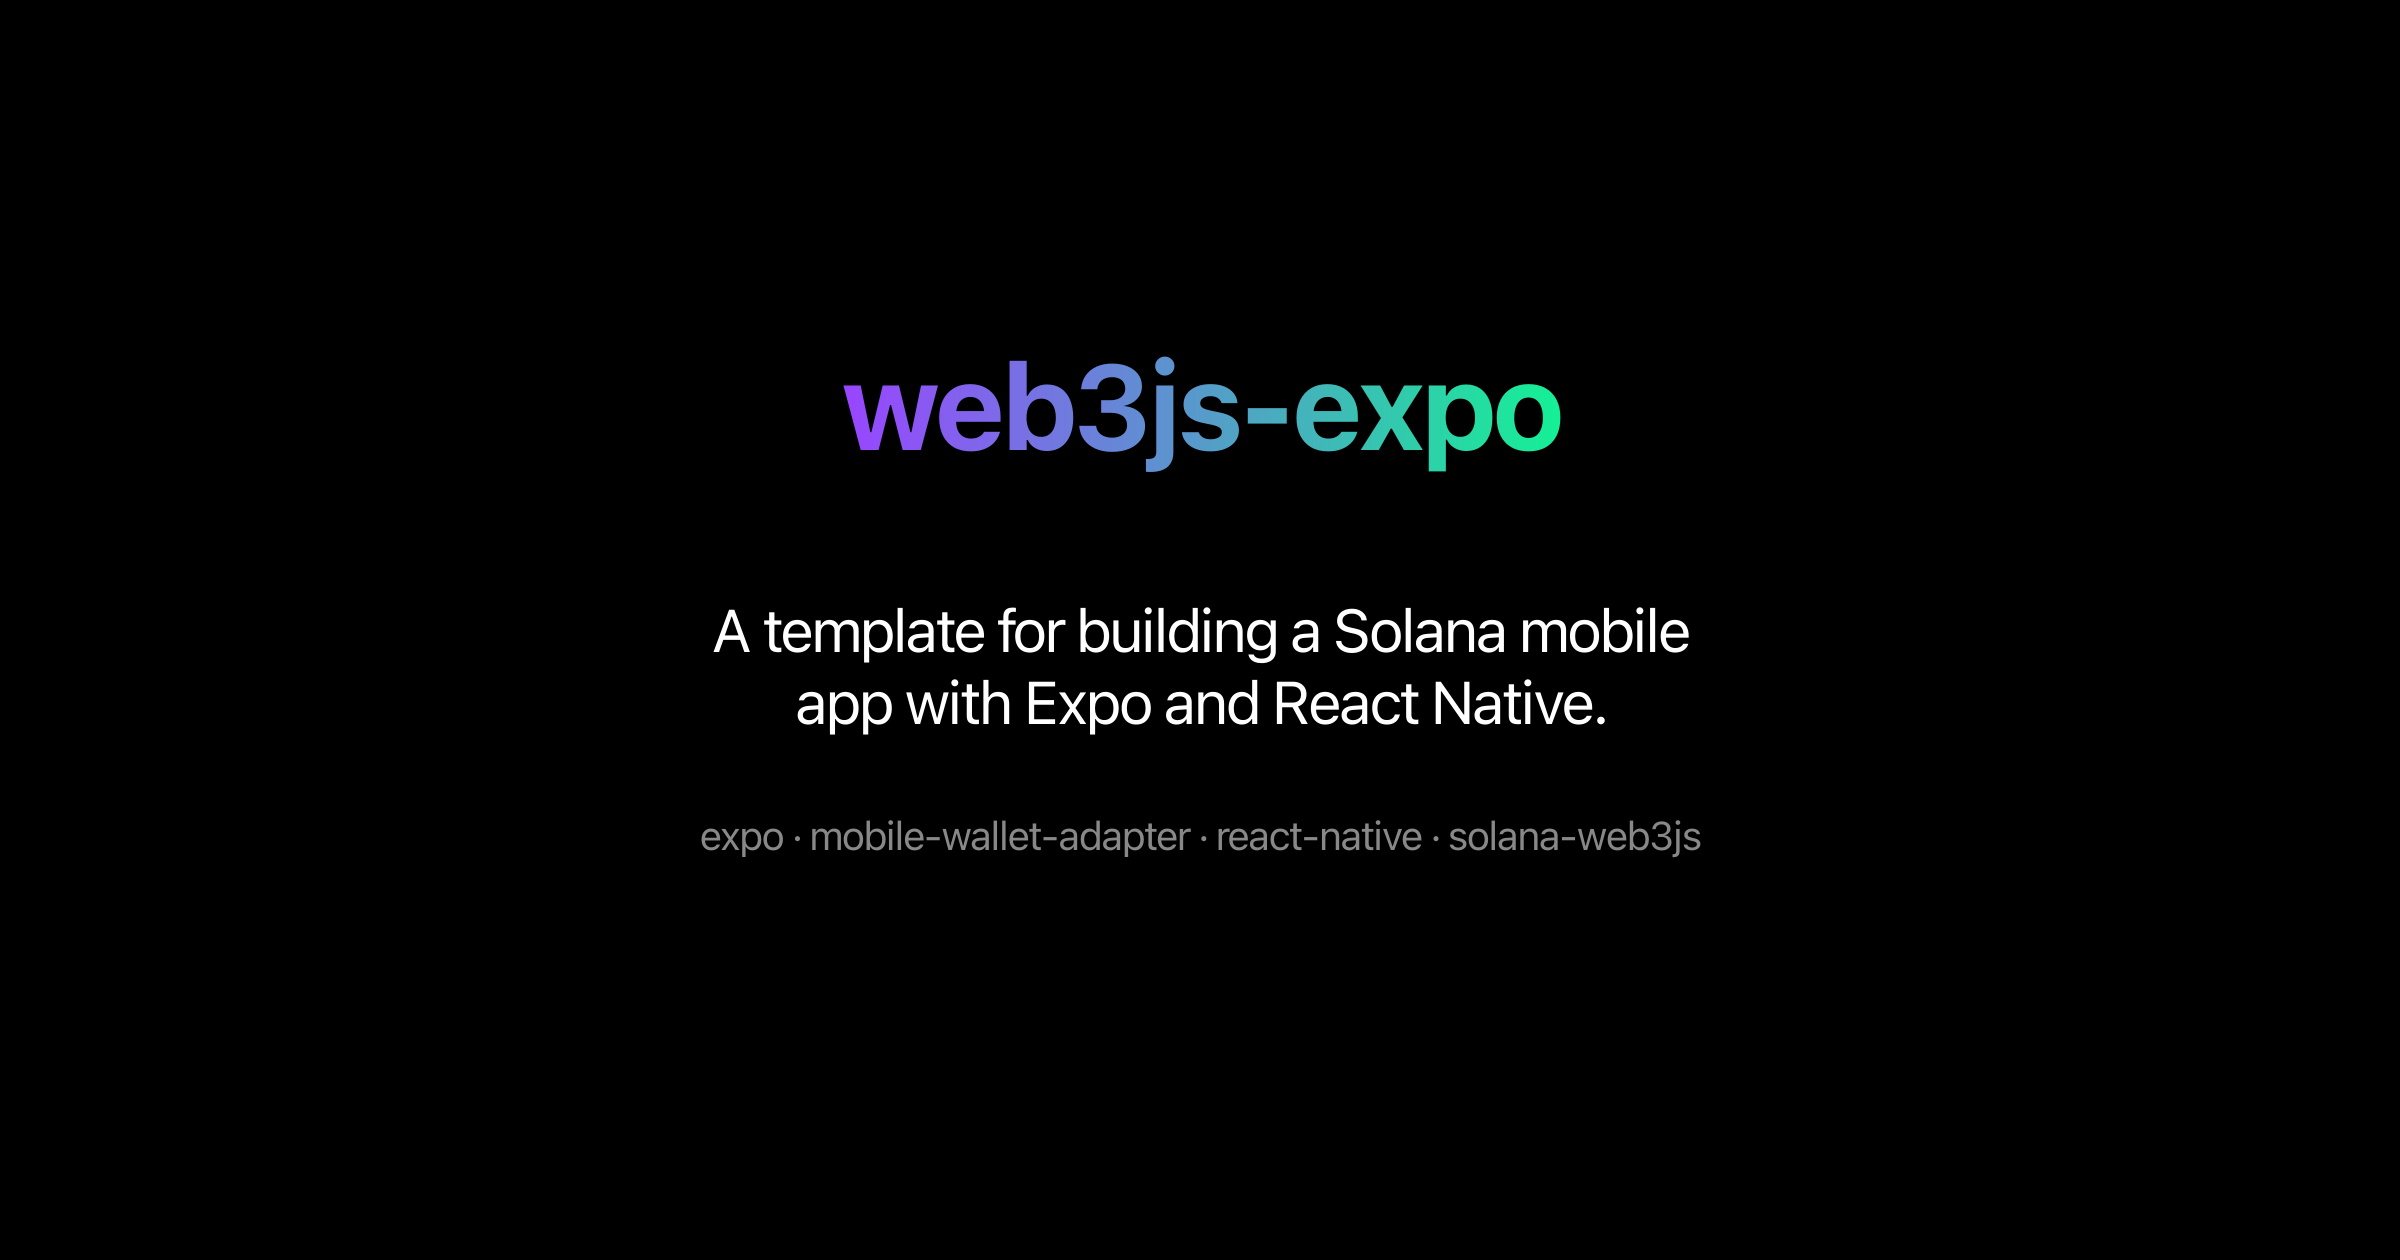 web3js-expo
A template for building a Solana mobile
app with Expo and React Native.
expo · mobile-wallet-adapter · react-native · solana-web3js